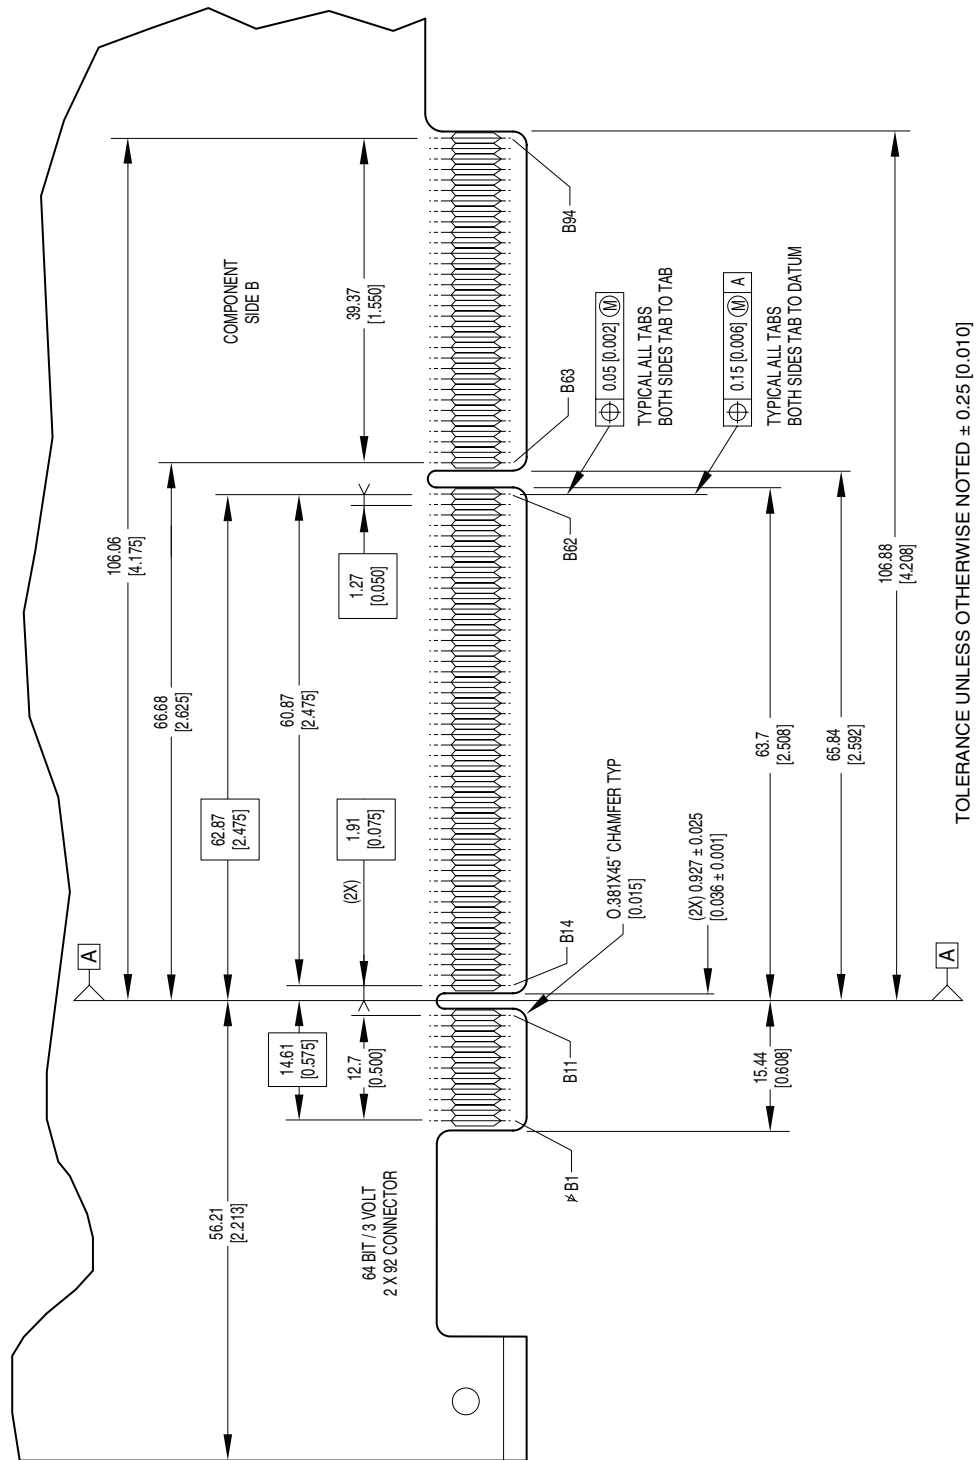 106.06
[4.175]
39.37
[1.550]
COMPONENT
SIDE B
66.68
[2.625]
62.87
[2.475]
60.87
[2.475]
1.27
[0.050]
1.91
[0.075]
(2X)
A
14.61
[0.575]
12.7
[0.500]
56.21
[2.213]
64 BIT / 3 VOLT
2 X 92 CONNECTOR
B94
B63
B62
B14
B11
B1
0.05 [0.002] M
TYPICAL ALL TABS
BOTH SIDES TAB TO TAB
0.15 [0.006] M A
TYPICAL ALL TABS
BOTH SIDES TAB TO DATUM
O.381X45° CHAMFER TYP
[0.015]
(2X) 0.927 ± 0.025
[0.036 ± 0.001]
63.7
[2.508]
65.84
[2.592]
106.88
[4.208]
15.44
[0.608]
A
TOLERANCE UNLESS OTHERWISE NOTED ± 0.25 [0.010]